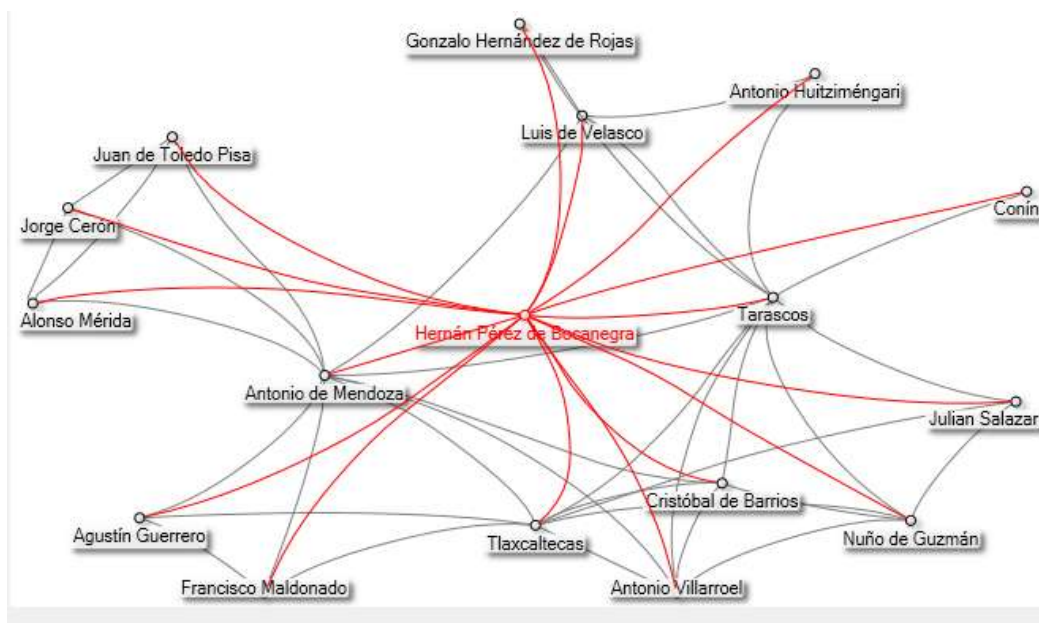 Gonzalo Hernández de Rojas
Antonio Huitziméngari
Luis de Velasco
Juan de Toledo Pisa
Conín
Jorge Cerón
Tarascos
Alonso Mérida
Hernán Pérez de Bocanegra
Antonio de Mendoza
Julian Salazar
Cristóbal de Barrios
Agustín Guerrero
Tlaxcaltecas
Nuño de Guzmán
Francisco Maldonado
Antonio Villarroel